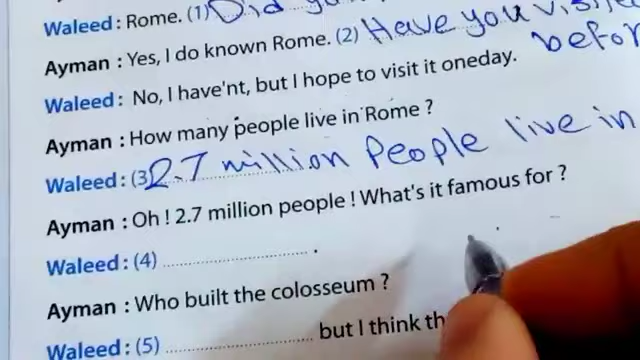 Waleed: Rome. (1) Did
Ayman : Yes, I do known Rome. (2) Have you visited
before
Waleed: No, I have'nt, but I hope to visit it oneday.
Ayman : How many people live in Rome ?
Waleed: (3) 2.7 million People live in
Ayman : Oh ! 2.7 million people ! What's it famous for ?
Waleed: (4) .............................. .
Ayman : Who built the colosseum ?
Waleed: (5) .............................. but I think